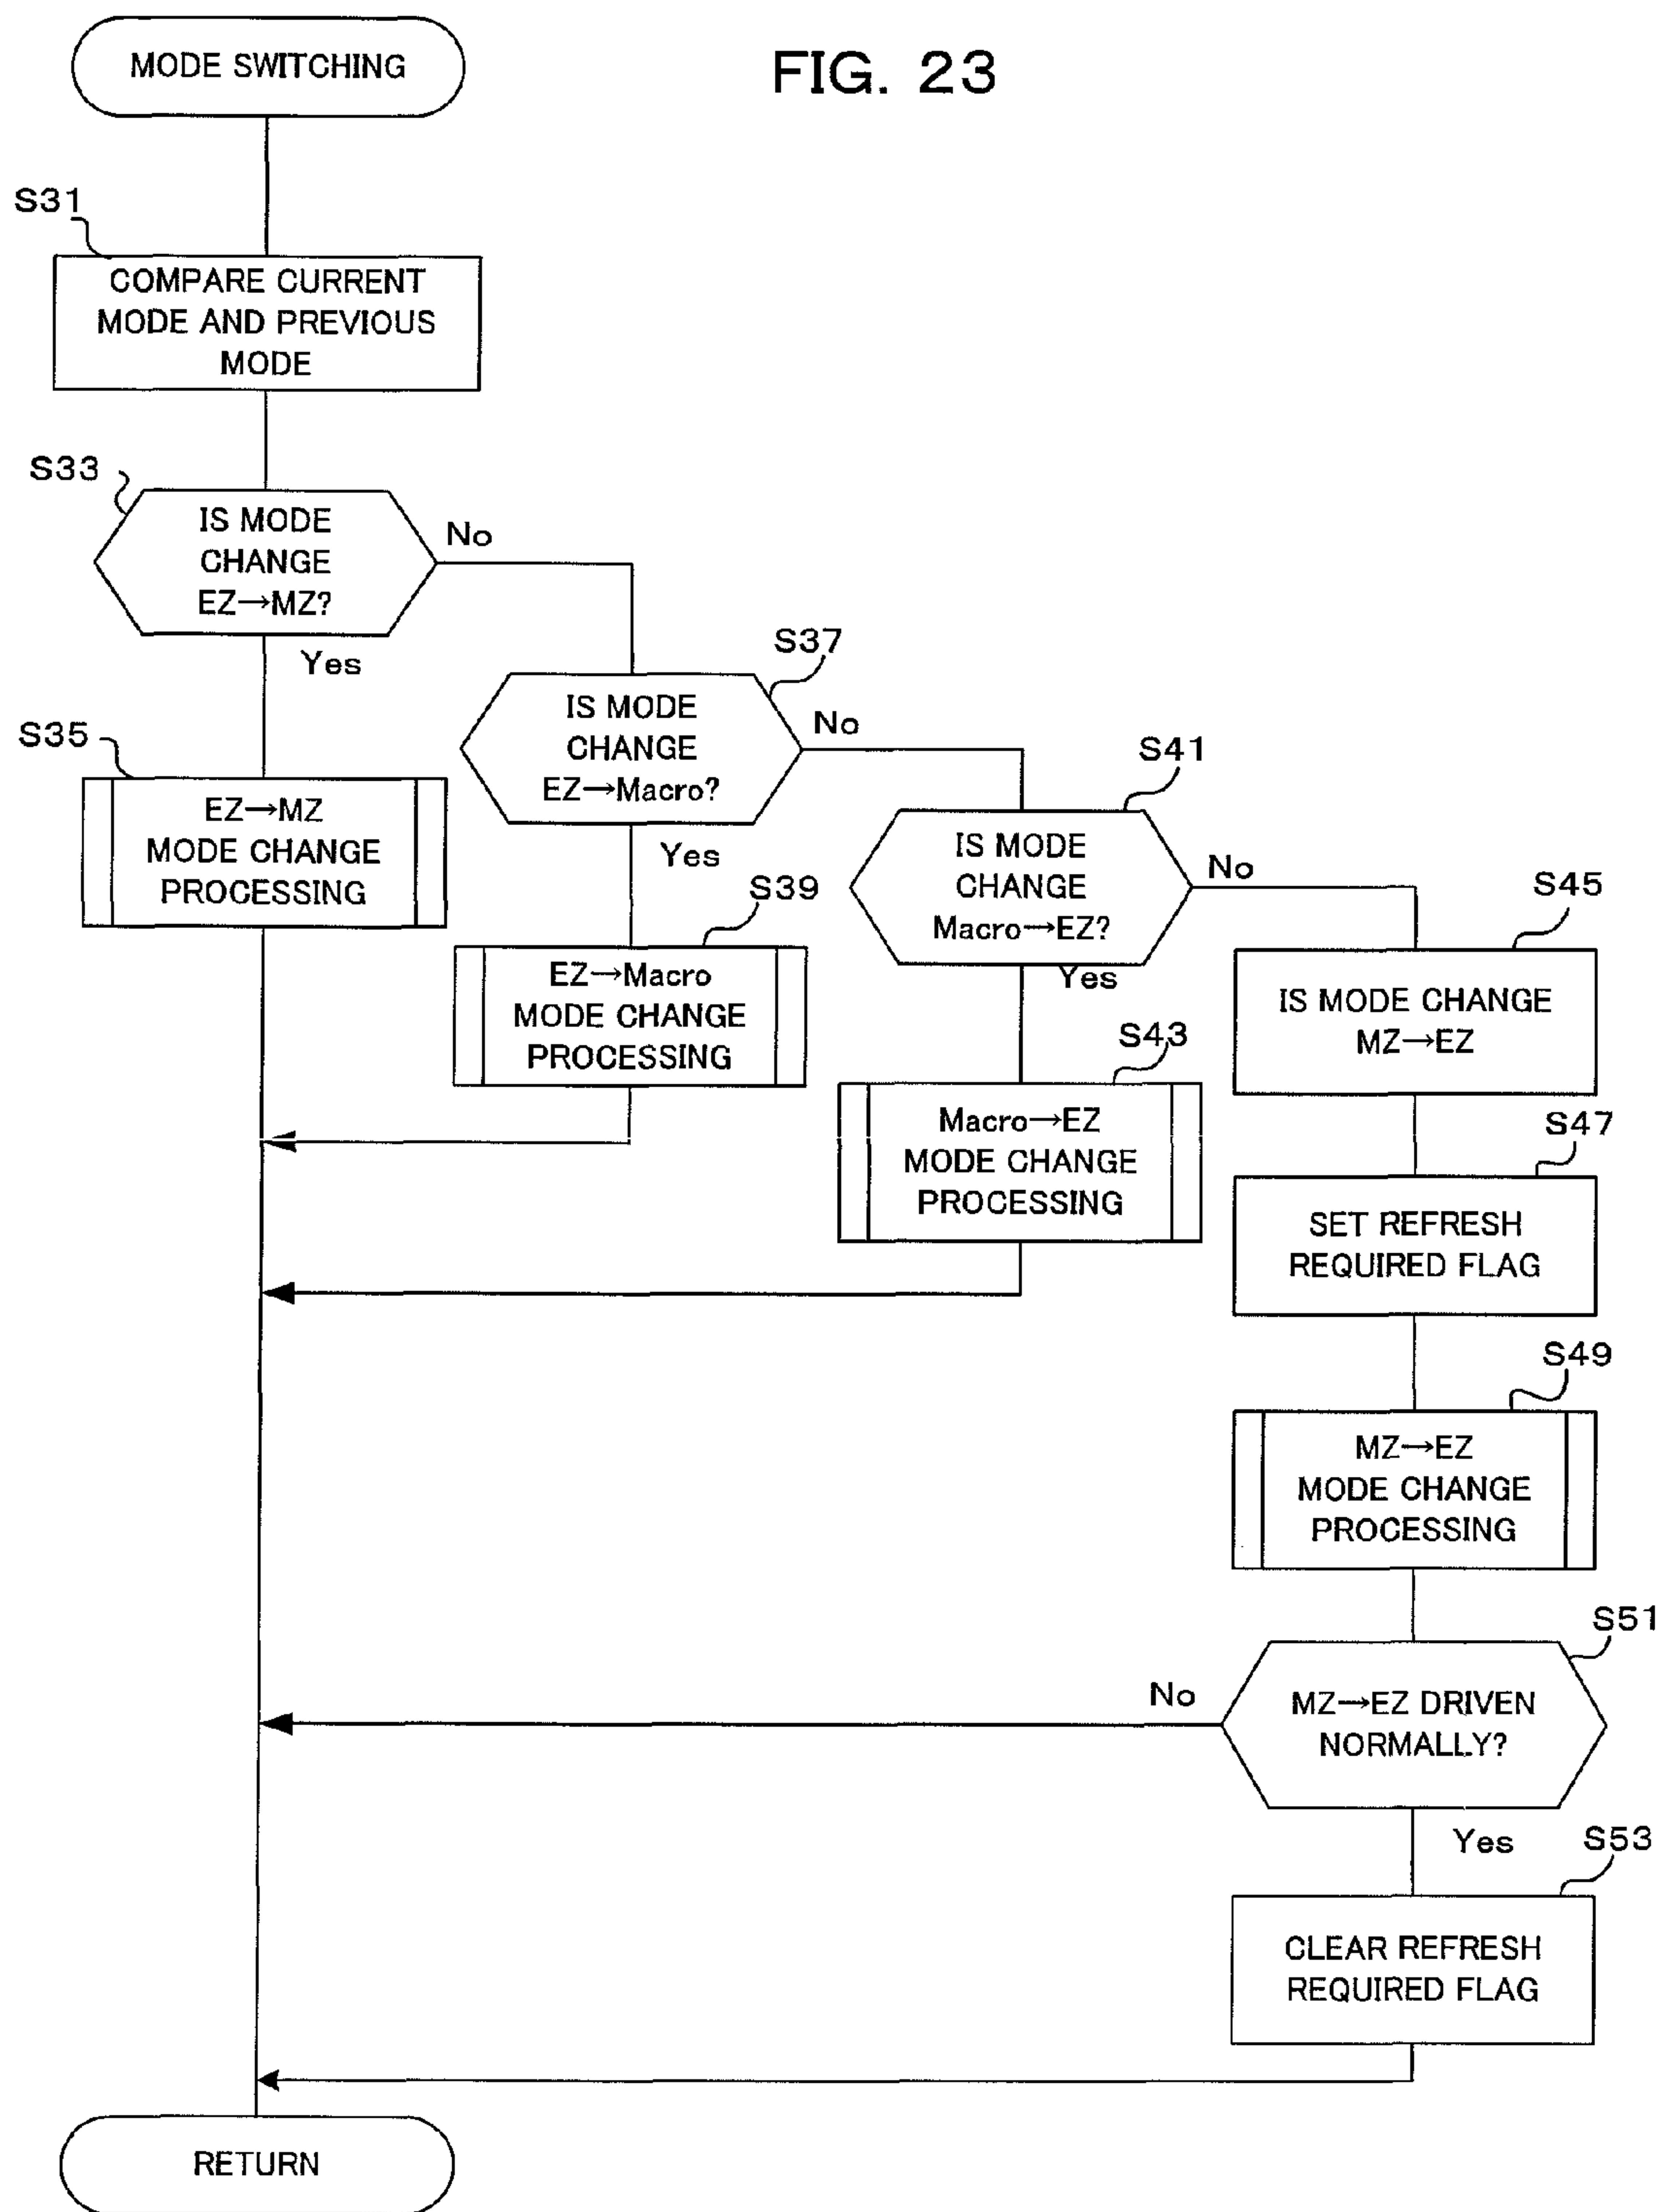 FIG. 23
MODE SWITCHING
S31
COMPARE CURRENT
MODE AND PREVIOUS
MODE
S33
IS MODE
CHANGE
EZ→MZ?
No
Yes
S35
EZ→MZ
MODE CHANGE
PROCESSING
S37
IS MODE
CHANGE
EZ→Macro?
No
Yes
S39
EZ→Macro
MODE CHANGE
PROCESSING
S41
IS MODE
CHANGE
Macro→EZ?
No
Yes
S43
Macro→EZ
MODE CHANGE
PROCESSING
S45
IS MODE CHANGE
MZ→EZ
S47
SET REFRESH
REQUIRED FLAG
S49
MZ→EZ
MODE CHANGE
PROCESSING
S51
MZ→EZ DRIVEN
NORMALLY?
No
Yes
S53
CLEAR REFRESH
REQUIRED FLAG
RETURN